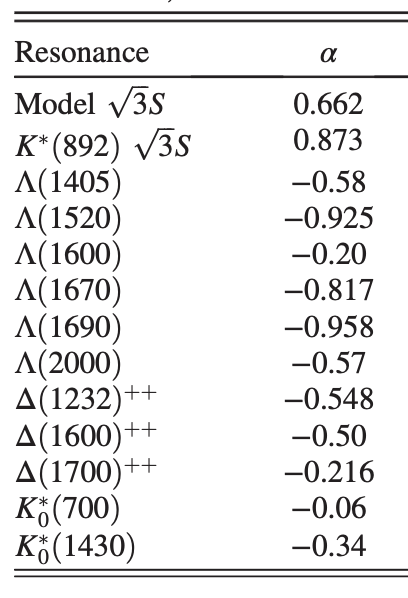 Resonance α
Model √3S 0.662
K*(892) √3S 0.873
Λ(1405) −0.58
Λ(1520) −0.925
Λ(1600) −0.20
Λ(1670) −0.817
Λ(1690) −0.958
Λ(2000) −0.57
Δ(1232)⁺⁺ −0.548
Δ(1600)⁺⁺ −0.50
Δ(1700)⁺⁺ −0.216
K₀*(700) −0.06
K₀*(1430) −0.34